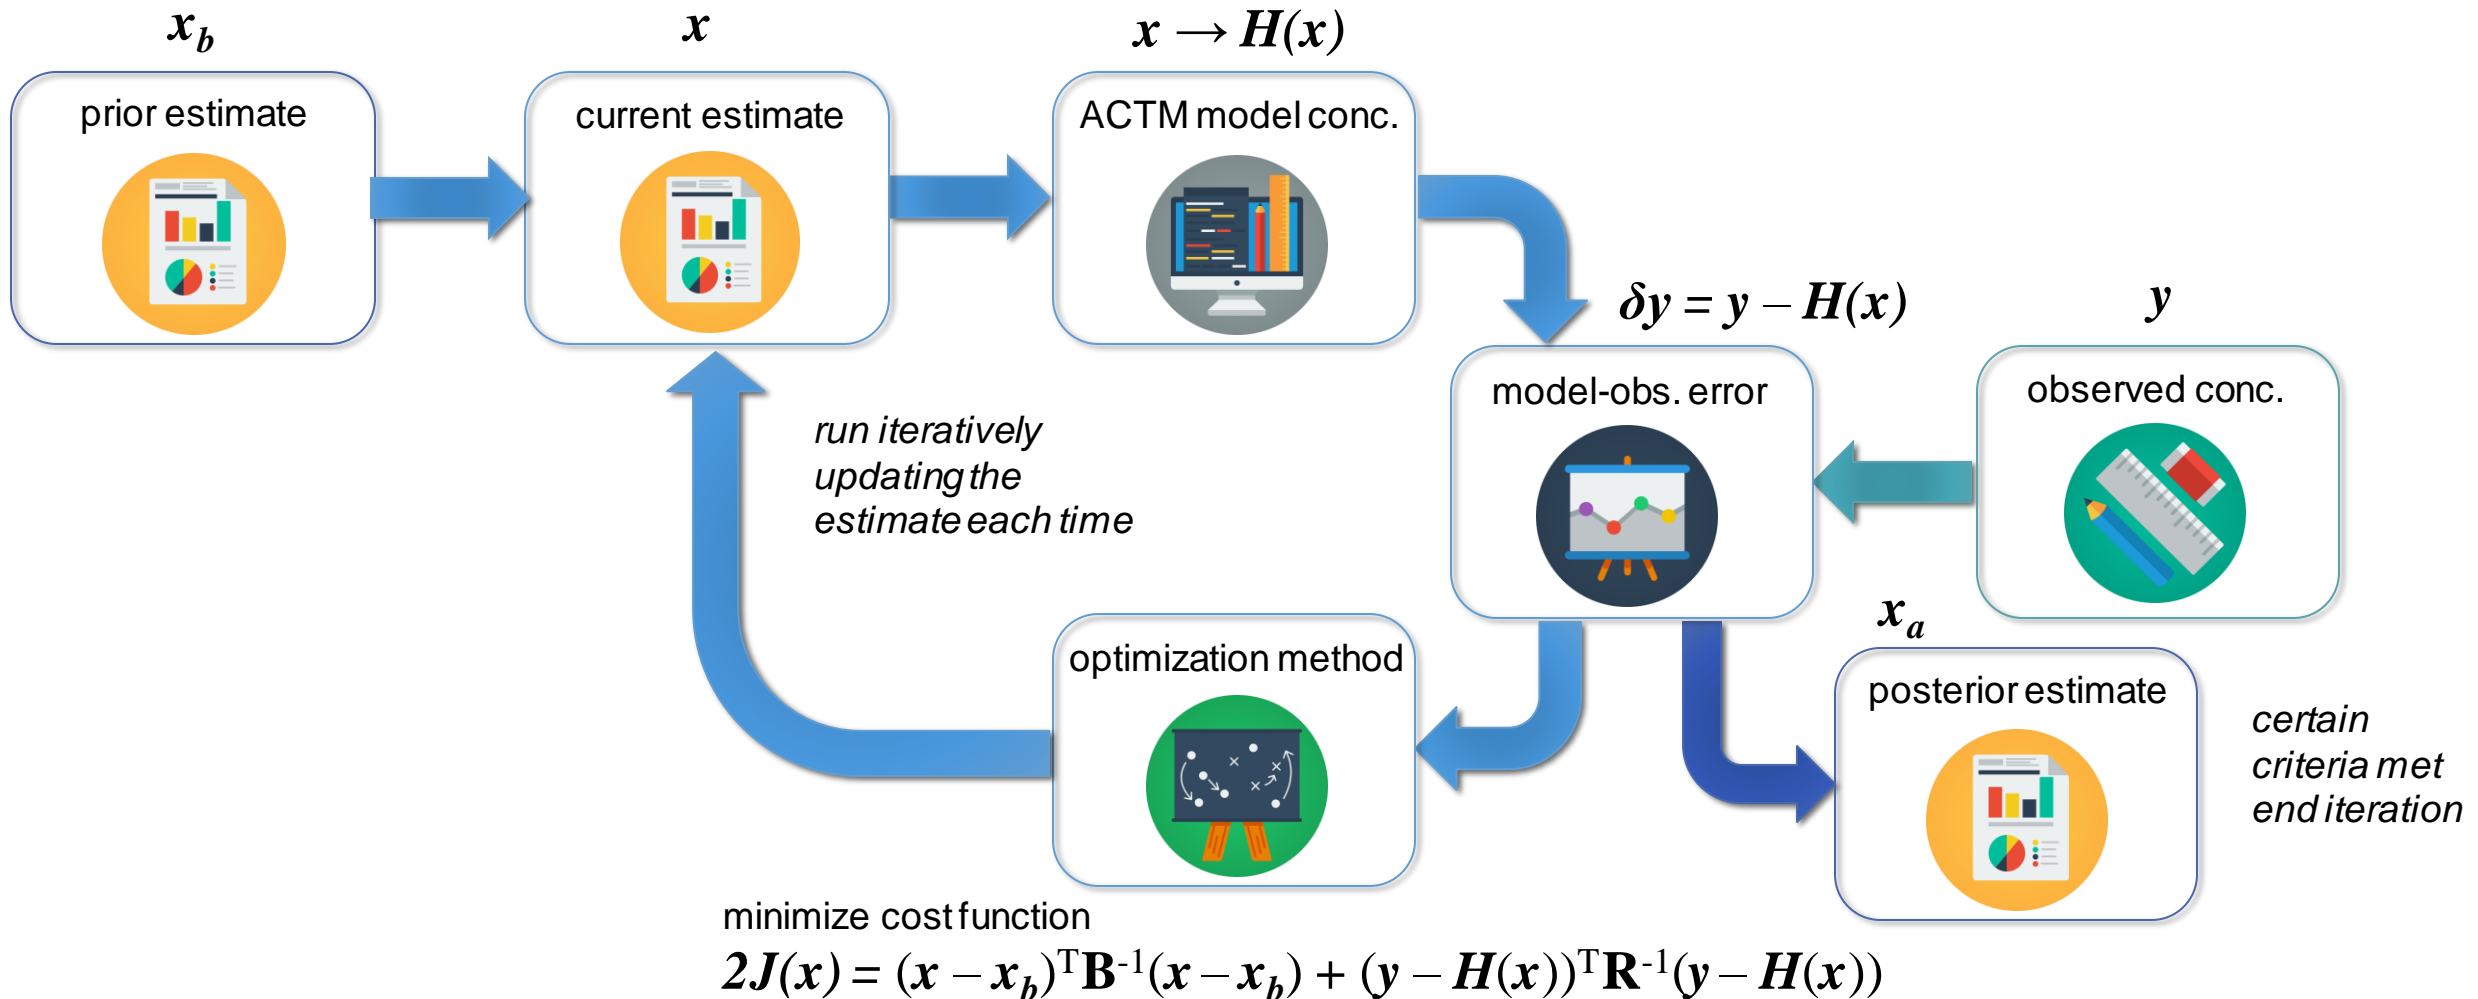 x_b
prior estimate
x
current estimate
x → H(x)
ACTM model conc.
δy = y – H(x)
model-obs. error
y
observed conc.
run iteratively
updating the
estimate each time
optimization method
x_a
posterior estimate
certain
criteria met
end iteration
minimize cost function
2J(x) = (x – x_b)^T B^-1 (x – x_b) + (y – H(x))^T R^-1 (y – H(x))